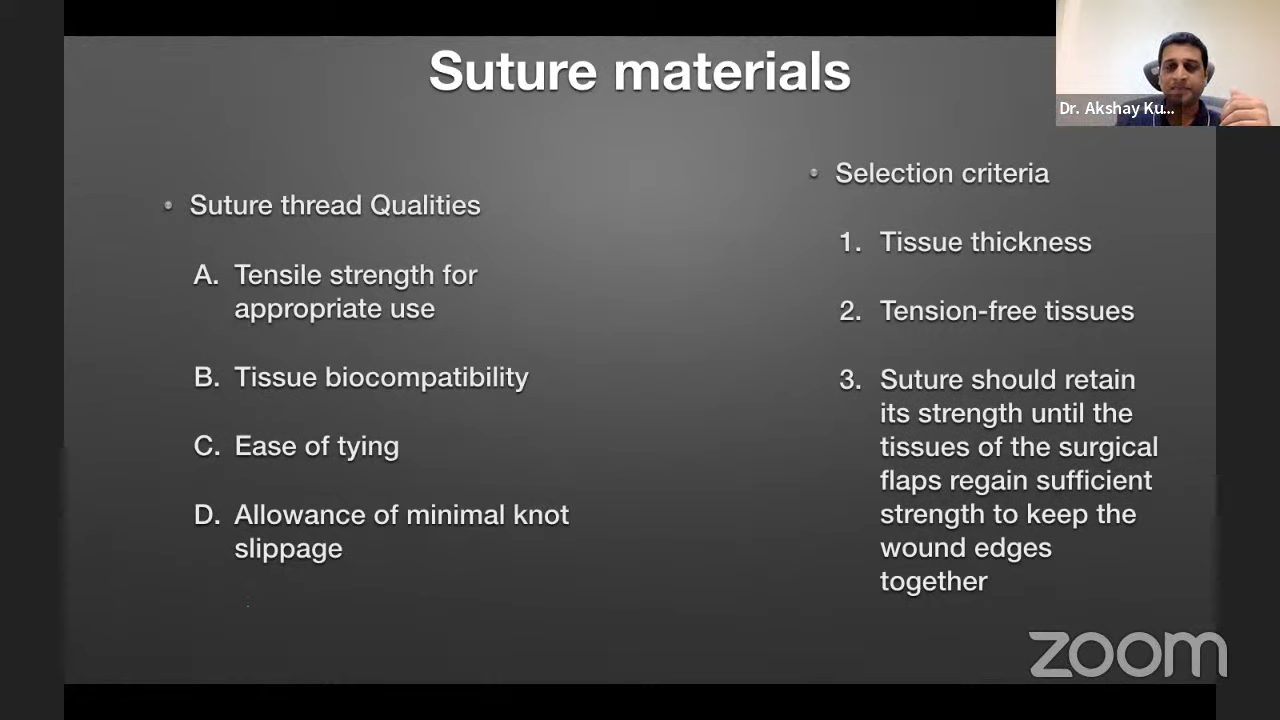 Suture materials
Dr. Akshay Ku...
• Suture thread Qualities
A. Tensile strength for
appropriate use
B. Tissue biocompatibility
C. Ease of tying
D. Allowance of minimal knot
slippage
• Selection criteria
1. Tissue thickness
2. Tension-free tissues
3. Suture should retain
its strength until the
tissues of the surgical
flaps regain sufficient
strength to keep the
wound edges
together
zoom